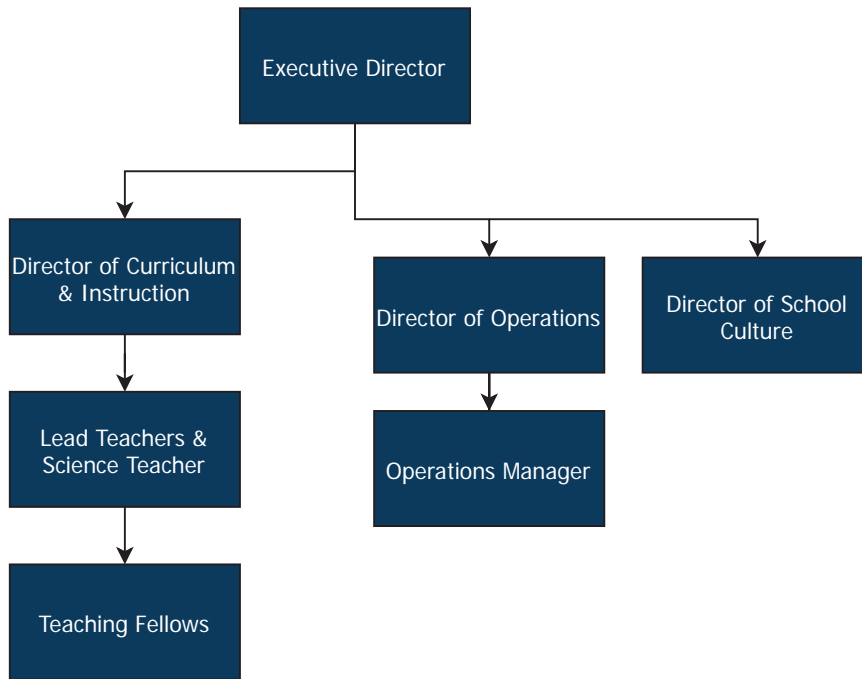 Executive Director
Director of Curriculum
& Instruction
Director of Operations
Director of School
Culture
Lead Teachers &
Science Teacher
Operations Manager
Teaching Fellows